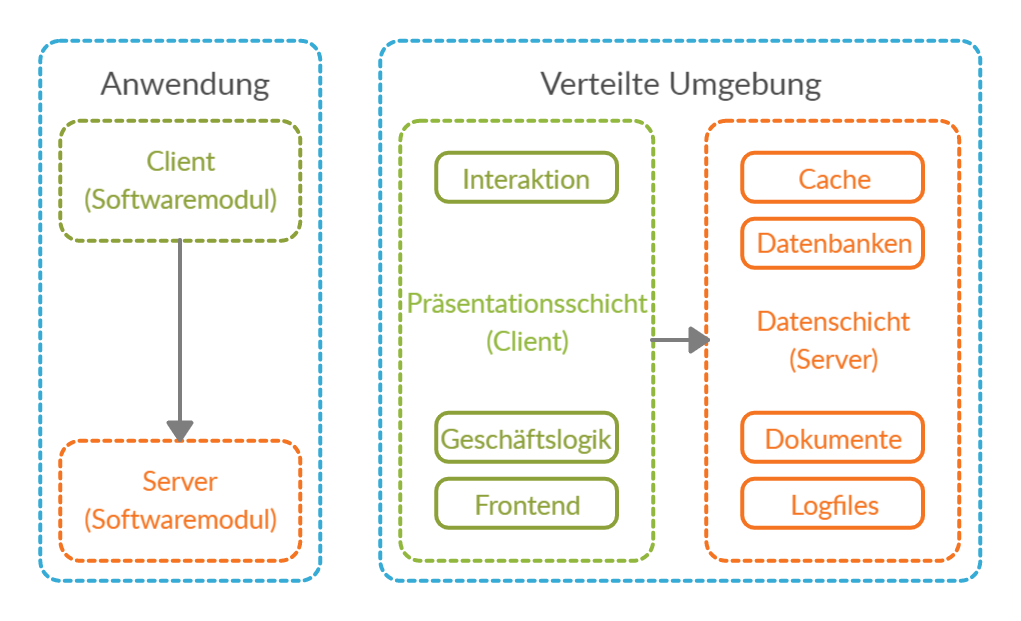 Anwendung
Client
(Softwaremodul)
Server
(Softwaremodul)
Verteilte Umgebung
Interaktion
Präsentationsschicht
(Client)
Geschäftslogik
Frontend
Cache
Datenbanken
Datenschicht
(Server)
Dokumente
Logfiles